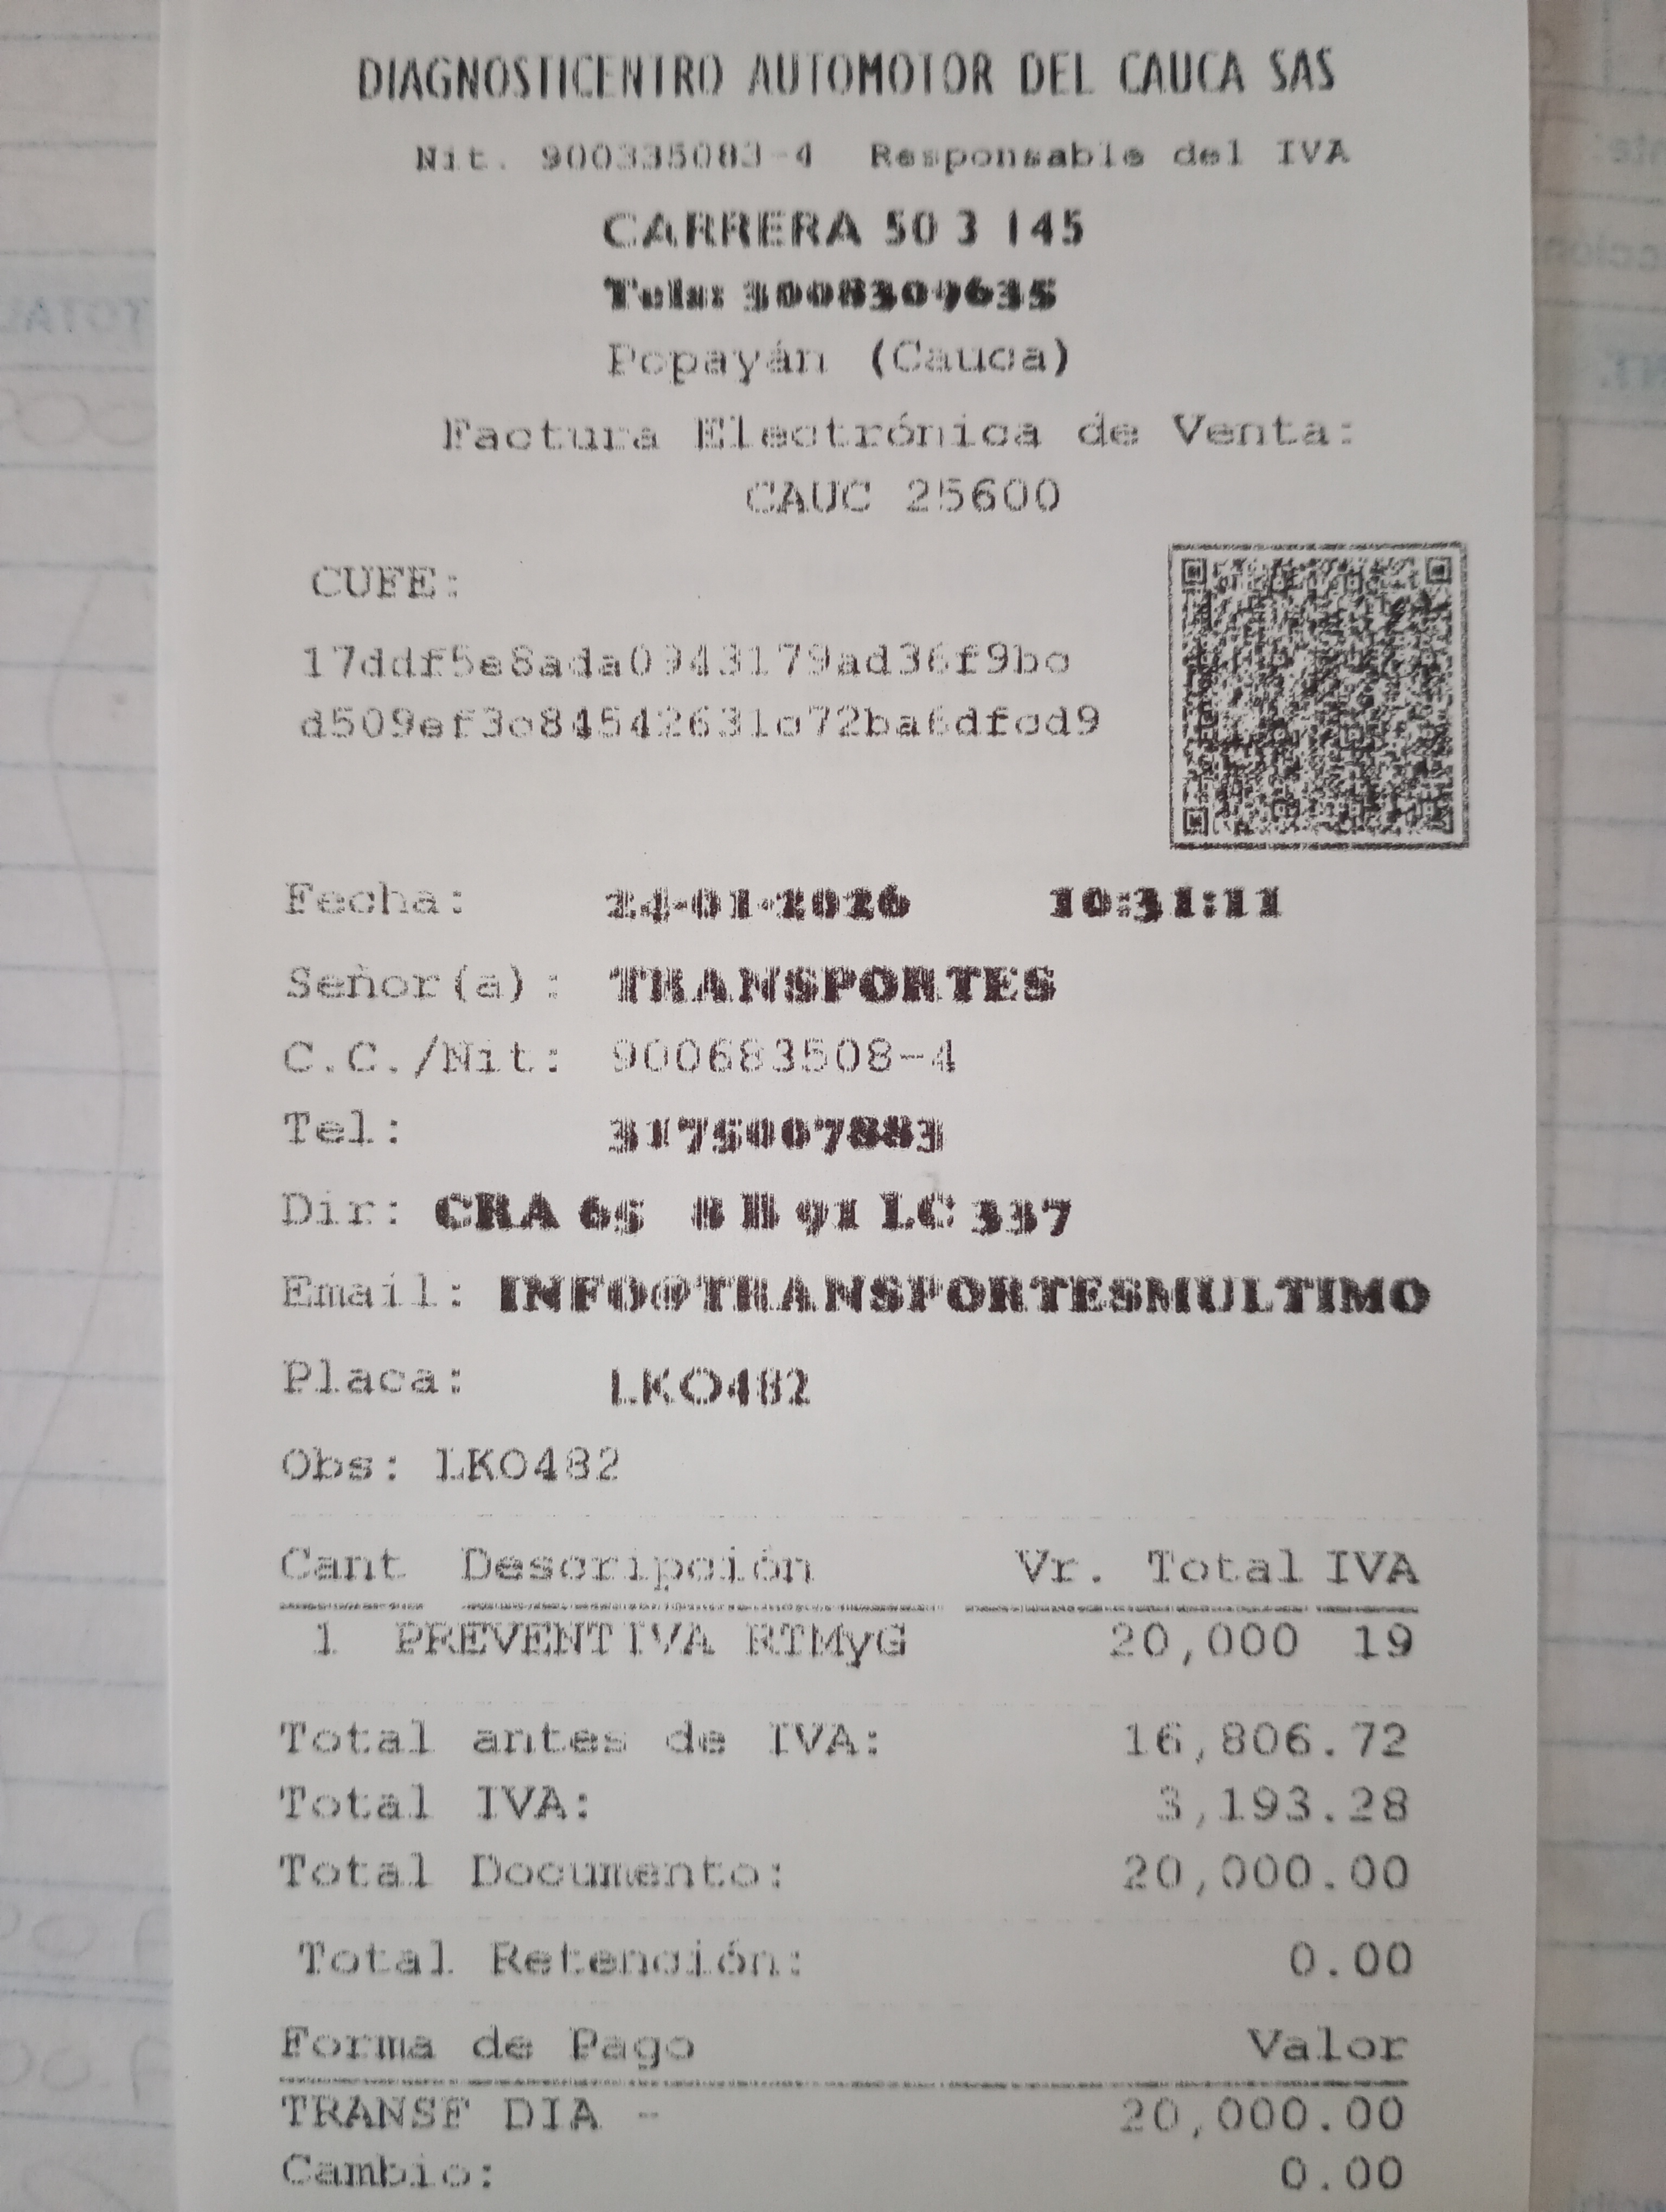 DIAGNOSTICENTRO AUTOMOTOR DEL CAUCA SAS
Nit. 900335083-4 Responsable del IVA
CARRERA 50 3 145
Tels: 3008309635
Popayán (Cauca)
Factura Electrónica de Venta:
CAUC 25600
CUFE:
17ddf5e8ada0943179ad36f9bc
d509ef3c84542631c72ba6dfcd9
Fecha: 24-01-2026 10:31:11
Señor(a): TRANSPORTES
C.C./Nit: 900683508-4
Tel: 3175007883
Dir: CRA 65 8 B 91 LC 337
Email: INFO@TRANSPORTESMULTIMO
Placa: LKO482
Obs: LKO482
Cant Descripción Vr. Total IVA
1 PREVENTIVA RTMyG 20,000 19
Total antes de IVA: 16,806.72
Total IVA: 3,193.28
Total Documento: 20,000.00
Total Retención: 0.00
Forma de Pago Valor
TRANSF DIA - 20,000.00
Cambio: 0.00